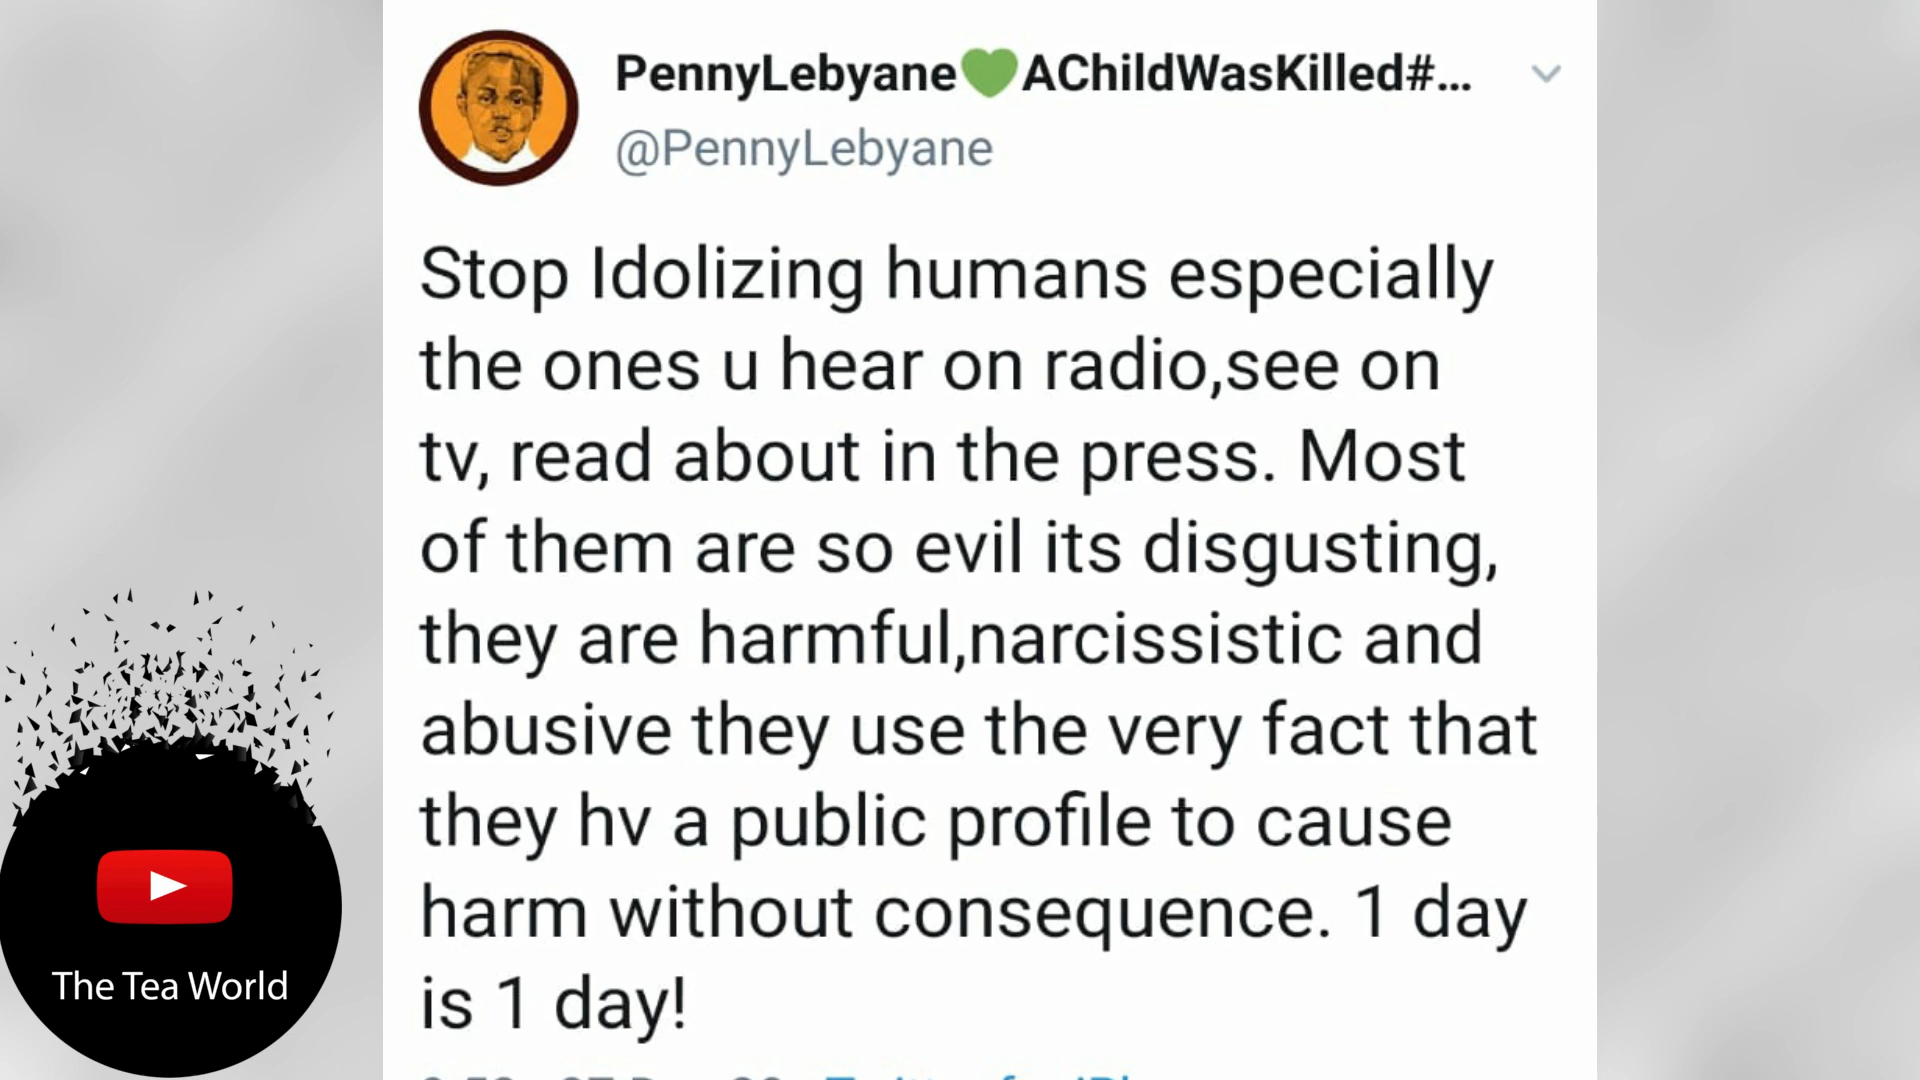 PennyLebyane💚AChildWasKilled#...
@PennyLebyane
Stop Idolizing humans especially
the ones u hear on radio,see on
tv, read about in the press. Most
of them are so evil its disgusting,
they are harmful,narcissistic and
abusive they use the very fact that
they hv a public profile to cause
harm without consequence. 1 day
is 1 day!
The Tea World